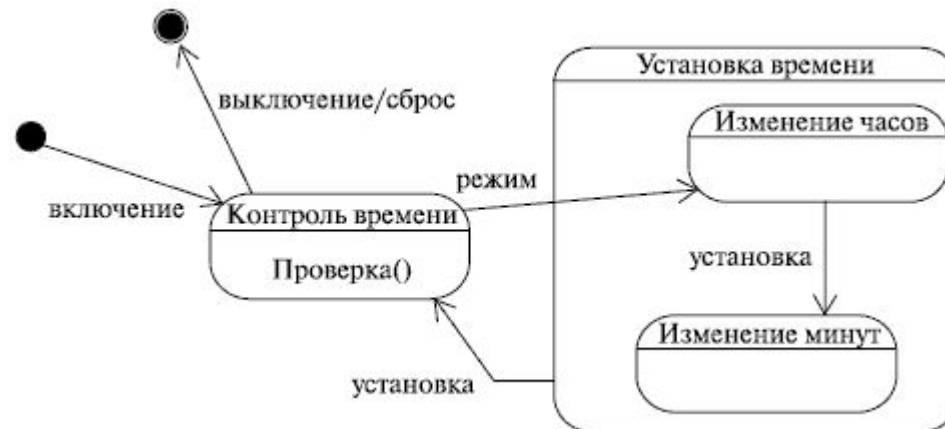 Установка времени
выключение/сброс
Изменение часов
режим
включение
Контроль времени
Проверка()
установка
Изменение минут
установка